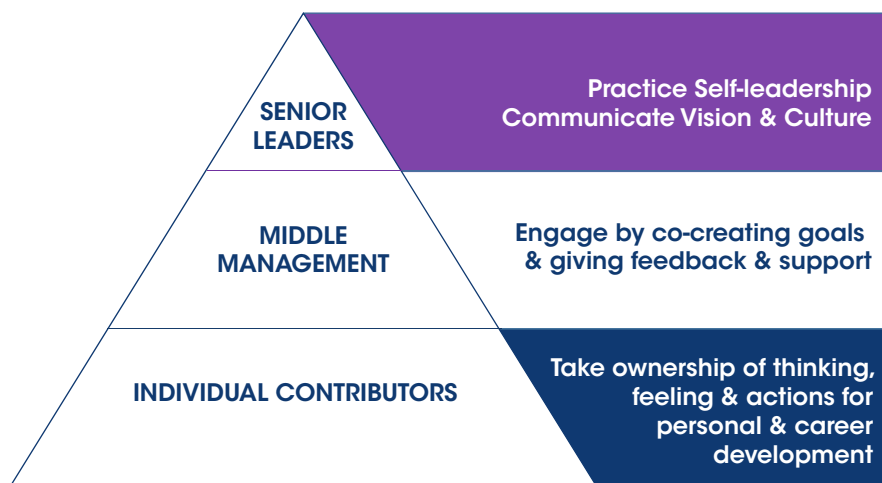 SENIOR
LEADERS
Practice Self-leadership
Communicate Vision & Culture
MIDDLE
MANAGEMENT
Engage by co-creating goals
& giving feedback & support
INDIVIDUAL CONTRIBUTORS
Take ownership of thinking,
feeling & actions for
personal & career
development